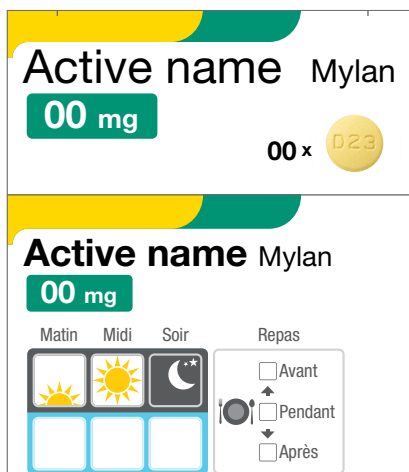 Active name Mylan
00 mg
00 x D23
Active name Mylan
00 mg
Matin Midi Soir Repas
Avant
Pendant
Après